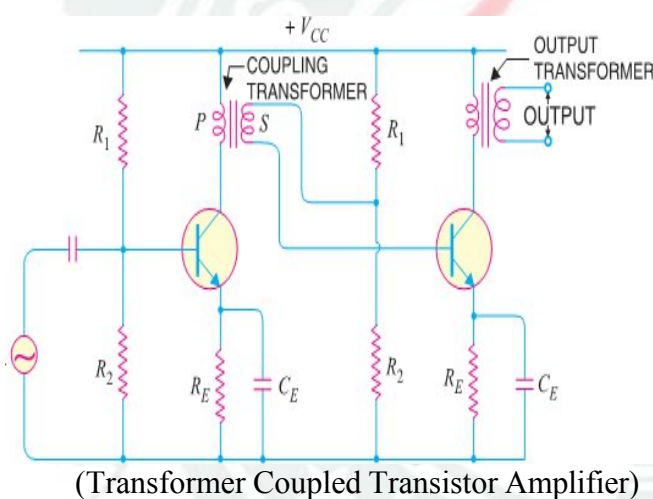 + V_CC
COUPLING
TRANSFORMER
OUTPUT
TRANSFORMER
P
S
OUTPUT
R_1
R_1
R_2
R_E
C_E
R_2
R_E
C_E
(Transformer Coupled Transistor Amplifier)